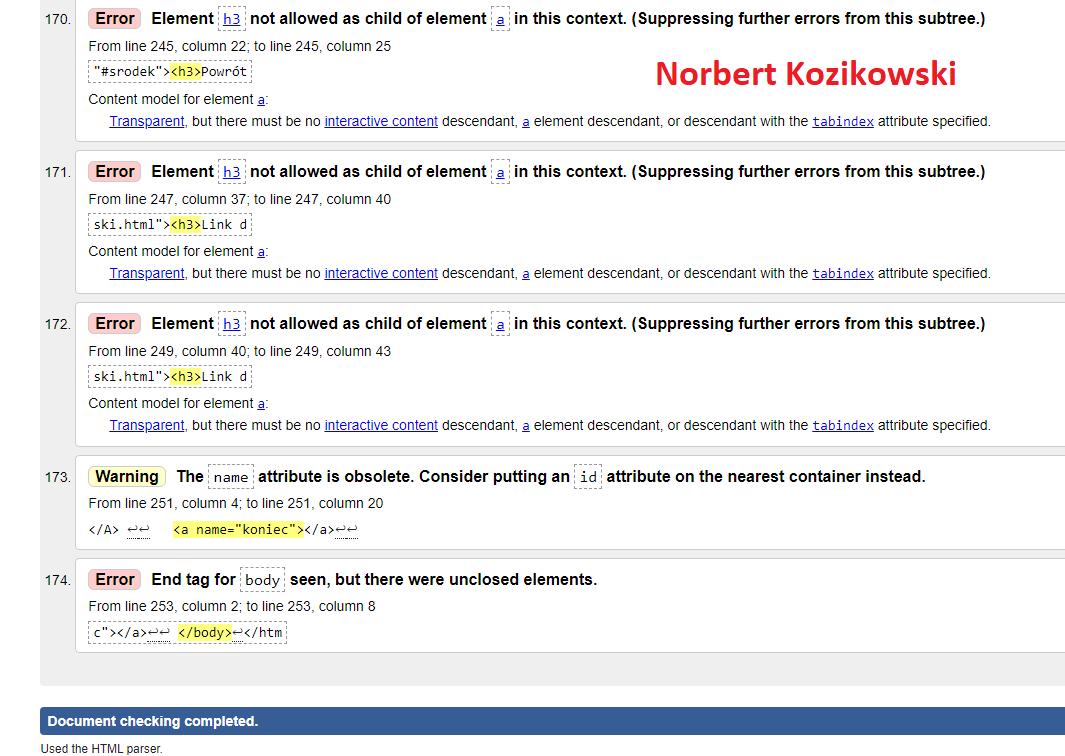 170. Error Element h3 not allowed as child of element a in this context. (Suppressing further errors from this subtree.)
From line 245, column 22; to line 245, column 25
"#srodek"><h3>Powrót
Norbert Kozikowski
Content model for element a:
Transparent, but there must be no interactive content descendant, a element descendant, or descendant with the tabindex attribute specified.
171. Error Element h3 not allowed as child of element a in this context. (Suppressing further errors from this subtree.)
From line 247, column 37; to line 247, column 40
ski.html"><h3>Link d
Content model for element a:
Transparent, but there must be no interactive content descendant, a element descendant, or descendant with the tabindex attribute specified.
172. Error Element h3 not allowed as child of element a in this context. (Suppressing further errors from this subtree.)
From line 249, column 40; to line 249, column 43
ski.html"><h3>Link d
Content model for element a:
Transparent, but there must be no interactive content descendant, a element descendant, or descendant with the tabindex attribute specified.
173. Warning The name attribute is obsolete. Consider putting an id attribute on the nearest container instead.
From line 251, column 4; to line 251, column 20
</A> ↩↩ <a name="koniec"></a>↩↩
174. Error End tag for body seen, but there were unclosed elements.
From line 253, column 2; to line 253, column 8
c"></a>↩↩ </body>↩</htm
Document checking completed.
Used the HTML parser.